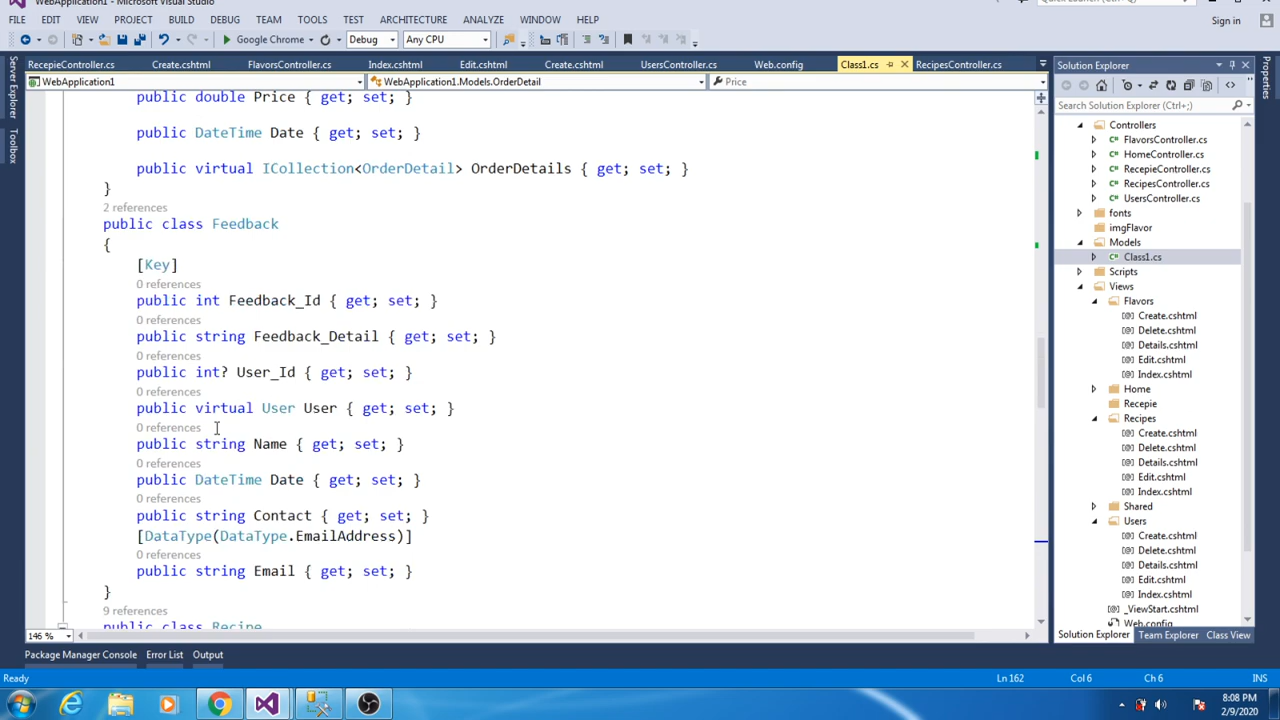 WebApplication1 - Microsoft Visual Studio
Quick Launch (Ctrl+Q)
FILE EDIT VIEW PROJECT BUILD DEBUG TEAM TOOLS TEST ARCHITECTURE ANALYZE WINDOW HELP
Sign in
Google Chrome Debug Any CPU
Server Explorer
Toolbox
RecepieController.cs Create.cshtml FlavorsController.cs Index.cshtml Edit.cshtml Create.cshtml UsersController.cs Web.config Class1.cs RecipesController.cs
WebApplication1 WebApplication1.Models.OrderDetail Price
public double Price { get; set; }
public DateTime Date { get; set; }
public virtual ICollection<OrderDetail> OrderDetails { get; set; }
}
2 references
public class Feedback
{
[Key]
0 references
public int Feedback_Id { get; set; }
0 references
public string Feedback_Detail { get; set; }
0 references
public int? User_Id { get; set; }
0 references
public virtual User User { get; set; }
0 references
public string Name { get; set; }
0 references
public DateTime Date { get; set; }
0 references
public string Contact { get; set; }
[DataType(DataType.EmailAddress)]
0 references
public string Email { get; set; }
}
9 references
public class Recipe
146 %
Solution Explorer
Search Solution Explorer (Ctrl+;)
Controllers
FlavorsController.cs
HomeController.cs
RecepieController.cs
RecipesController.cs
UsersController.cs
fonts
imgFlavor
Models
Class1.cs
Scripts
Views
Flavors
Create.cshtml
Delete.cshtml
Details.cshtml
Edit.cshtml
Index.cshtml
Home
Recepie
Recipes
Create.cshtml
Delete.cshtml
Details.cshtml
Edit.cshtml
Index.cshtml
Shared
Users
Create.cshtml
Delete.cshtml
Details.cshtml
Edit.cshtml
Index.cshtml
_ViewStart.cshtml
Web.config
Solution Explorer Team Explorer Class View
Properties
Package Manager Console Error List Output
Ready Ln 162 Col 6 Ch 6 INS
8:08 PM
2/9/2020